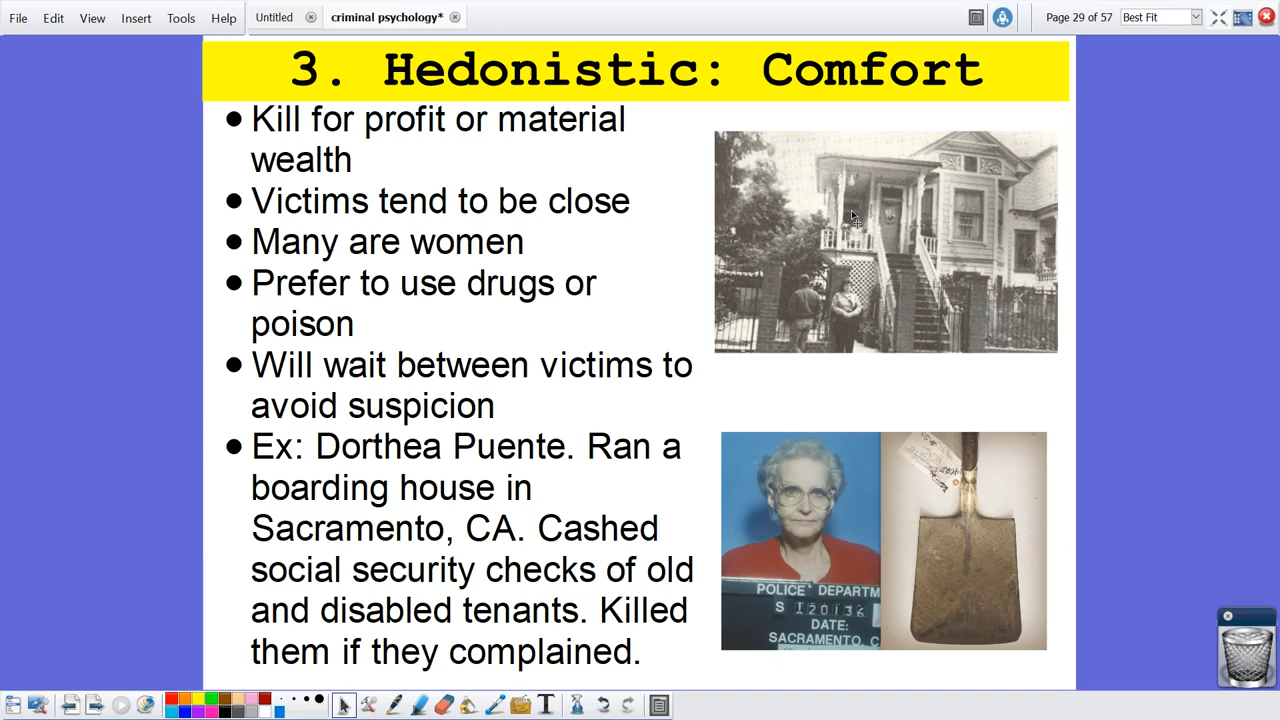 File Edit View Insert Tools Help
Untitled
criminal psychology*
Page 29 of 57
Best Fit
3. Hedonistic: Comfort
• Kill for profit or material
wealth
• Victims tend to be close
• Many are women
• Prefer to use drugs or
poison
• Will wait between victims to
avoid suspicion
• Ex: Dorthea Puente. Ran a
boarding house in
Sacramento, CA. Cashed
social security checks of old
and disabled tenants. Killed
them if they complained.
POLICE DEPARTM
S 120136
DATE:
SACRAMENTO, C